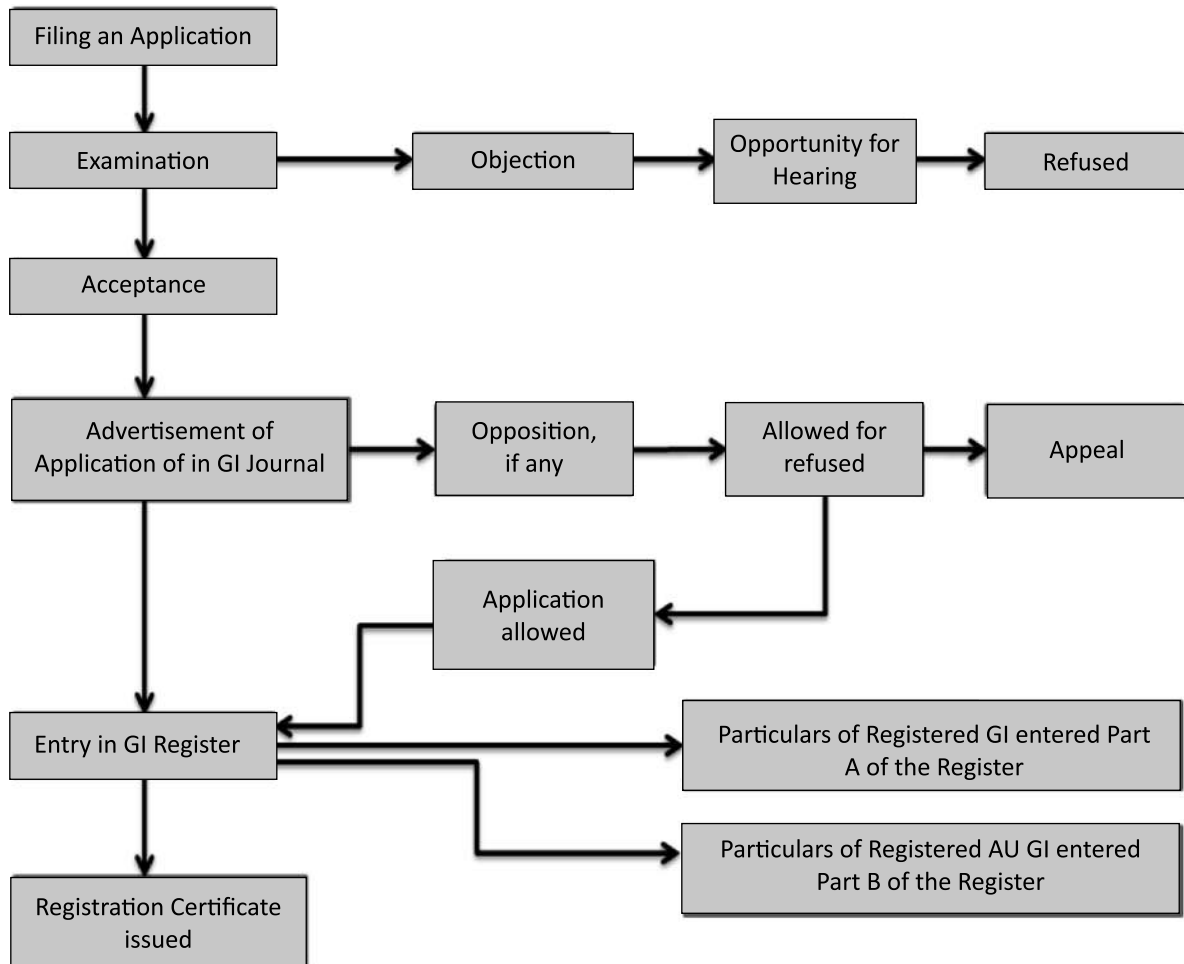 Filing an Application
Examination
Objection
Opportunity for
Hearing
Refused
Acceptance
Advertisement of
Application of in GI Journal
Opposition,
if any
Allowed for
refused
Appeal
Application
allowed
Entry in GI Register
Particulars of Registered GI entered Part
A of the Register
Particulars of Registered AU GI entered
Part B of the Register
Registration Certificate
issued